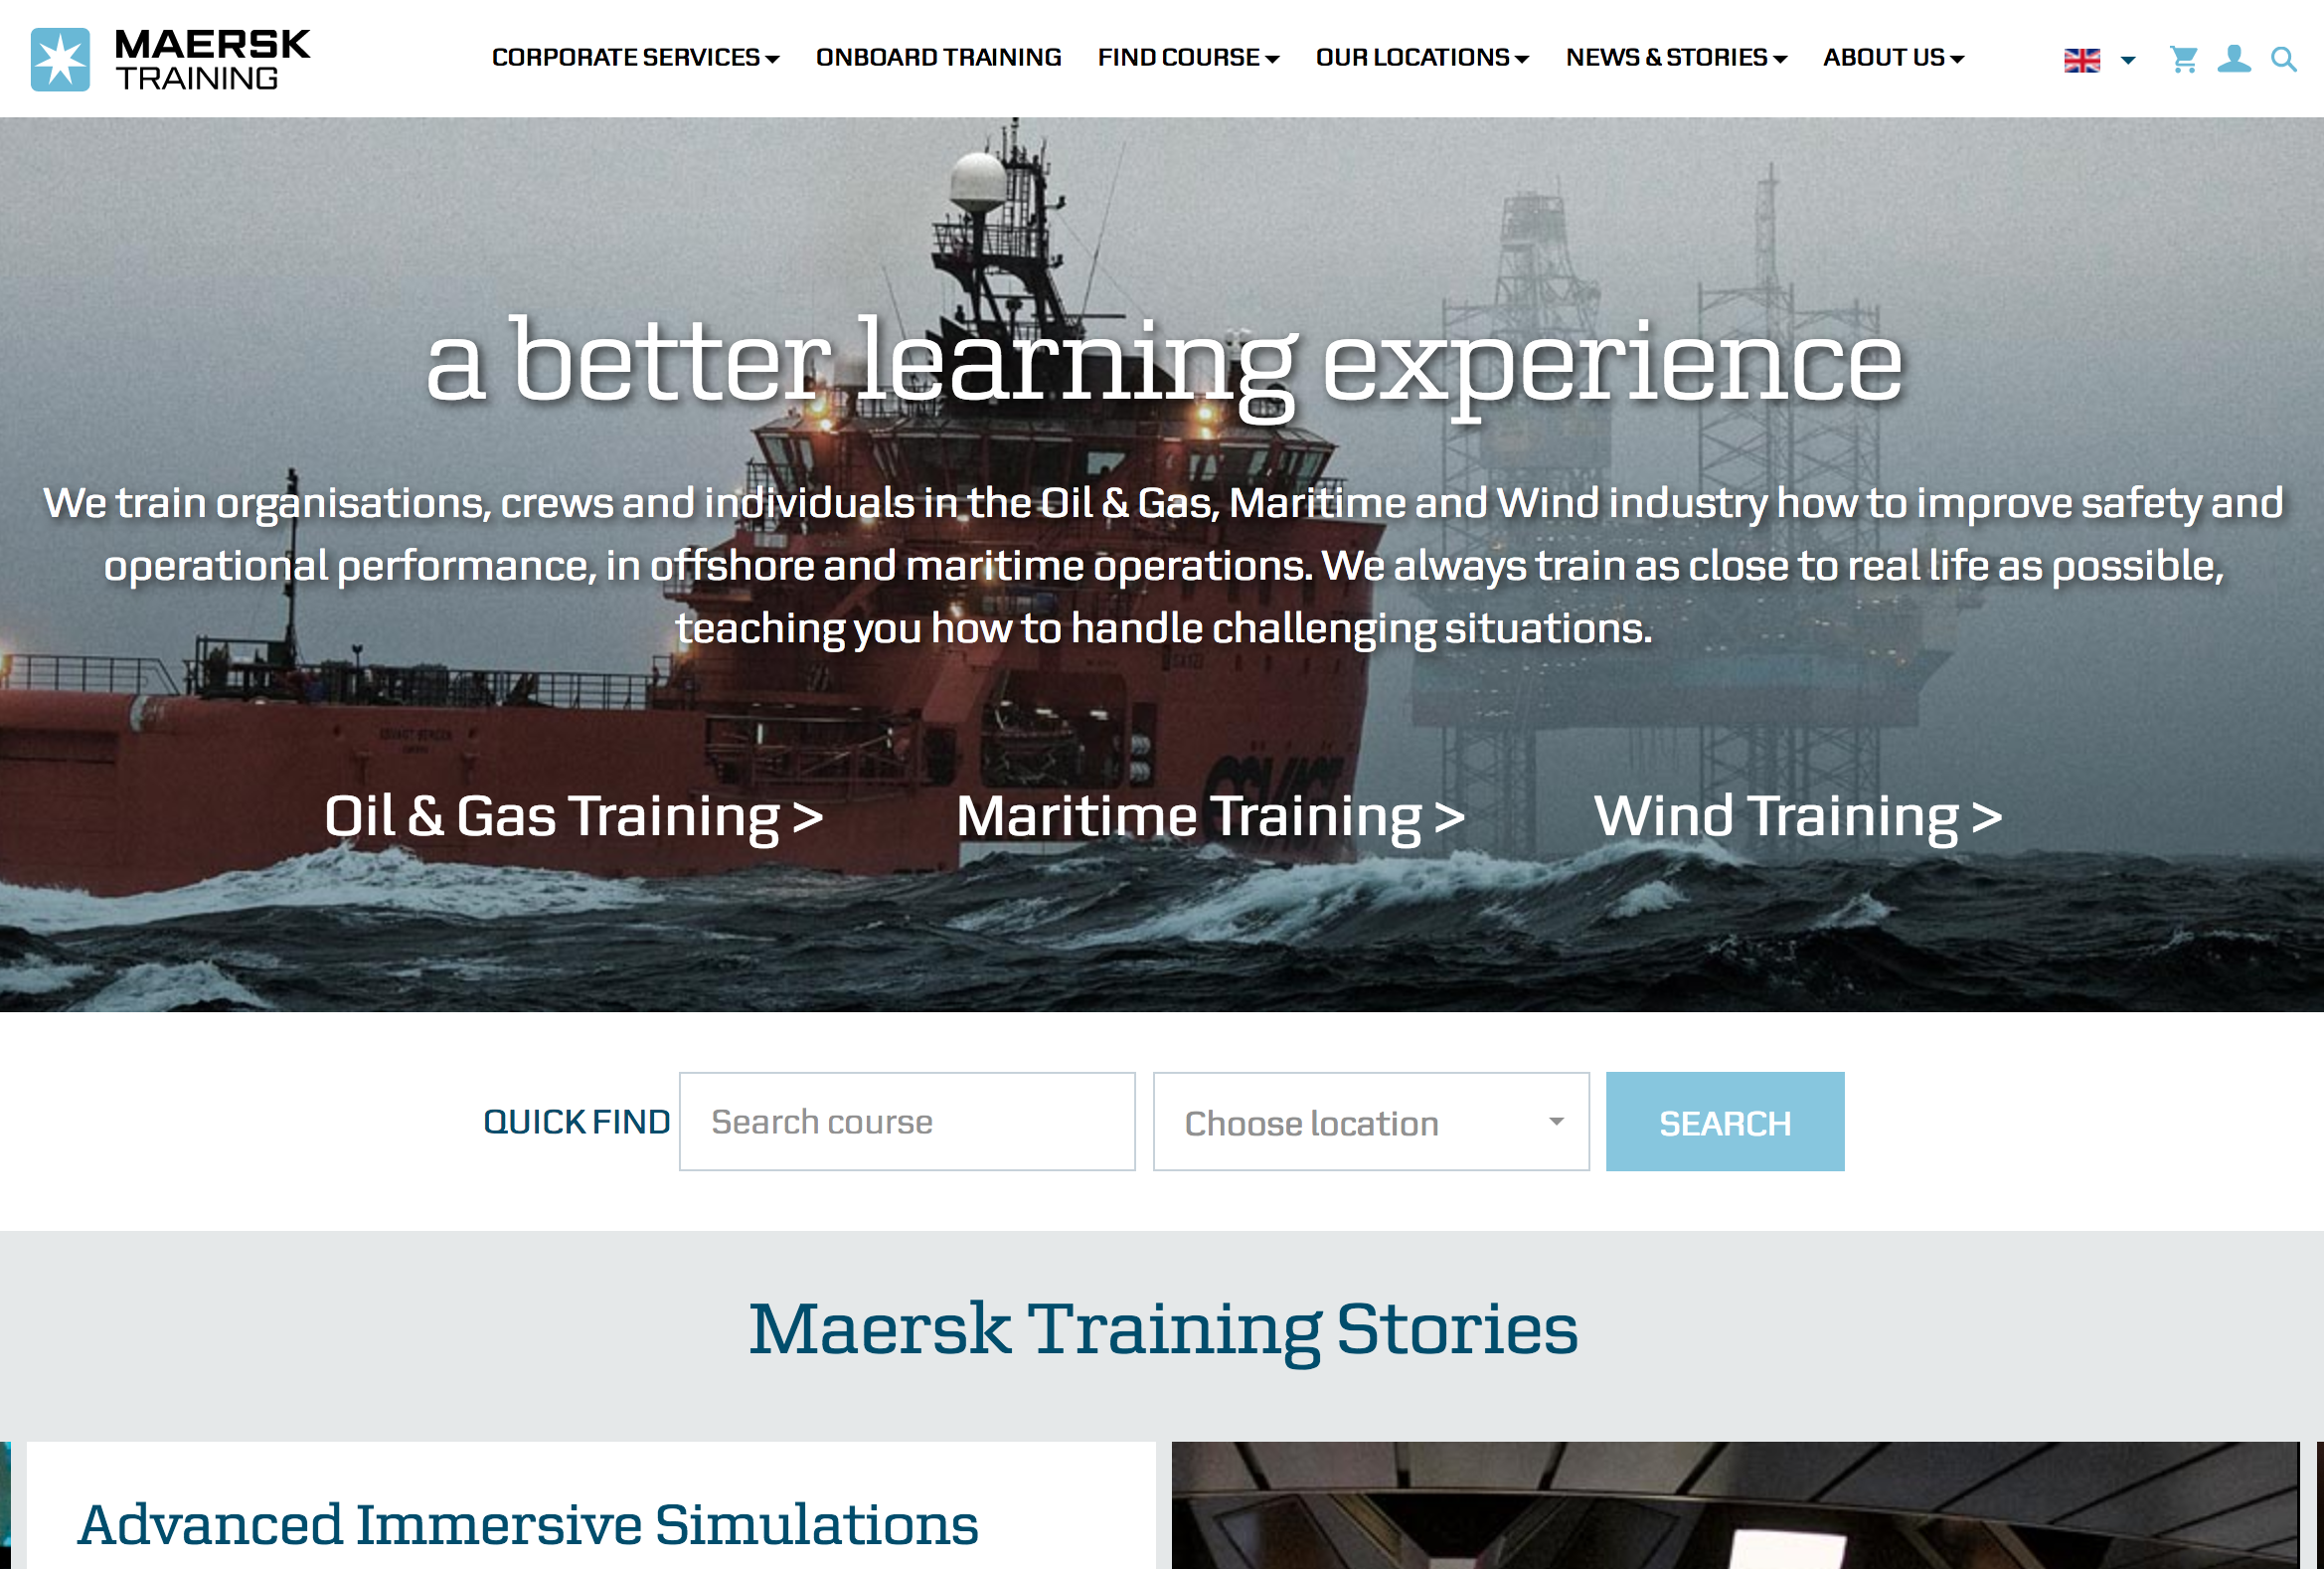 MAERSK
TRAINING
CORPORATE SERVICES
ONBOARD TRAINING
FIND COURSE
OUR LOCATIONS
NEWS & STORIES
ABOUT US
a better learning experience
We train organisations, crews and individuals in the Oil & Gas, Maritime and Wind industry how to improve safety and
operational performance, in offshore and maritime operations. We always train as close to real life as possible,
teaching you how to handle challenging situations.
ESVAGT
Oil & Gas Training >
Maritime Training >
Wind Training >
QUICK FIND
Search course
Choose location
SEARCH
Maersk Training Stories
Advanced Immersive Simulations